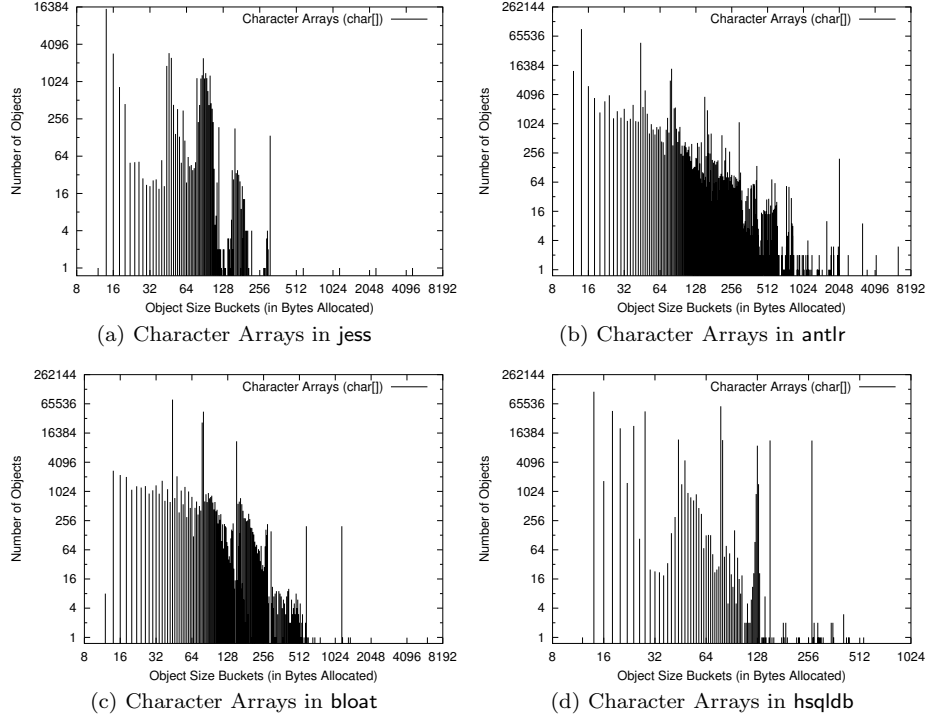 16384
4096
1024
256
64
16
4
1
Number of Objects
Character Arrays (char[])
8 16 32 64 128 256 512 1024 2048 4096 8192
Object Size Buckets (in Bytes Allocated)
(a) Character Arrays in jess
262144
65536
16384
4096
1024
256
64
16
4
1
Number of Objects
Character Arrays (char[])
8 16 32 64 128 256 512 1024 2048 4096 8192
Object Size Buckets (in Bytes Allocated)
(b) Character Arrays in antlr
262144
65536
16384
4096
1024
256
64
16
4
1
Number of Objects
Character Arrays (char[])
8 16 32 64 128 256 512 1024 2048 4096 8192
Object Size Buckets (in Bytes Allocated)
(c) Character Arrays in bloat
262144
65536
16384
4096
1024
256
64
16
4
1
Number of Objects
Character Arrays (char[])
8 16 32 64 128 256 512 1024
Object Size Buckets (in Bytes Allocated)
(d) Character Arrays in hsqldb